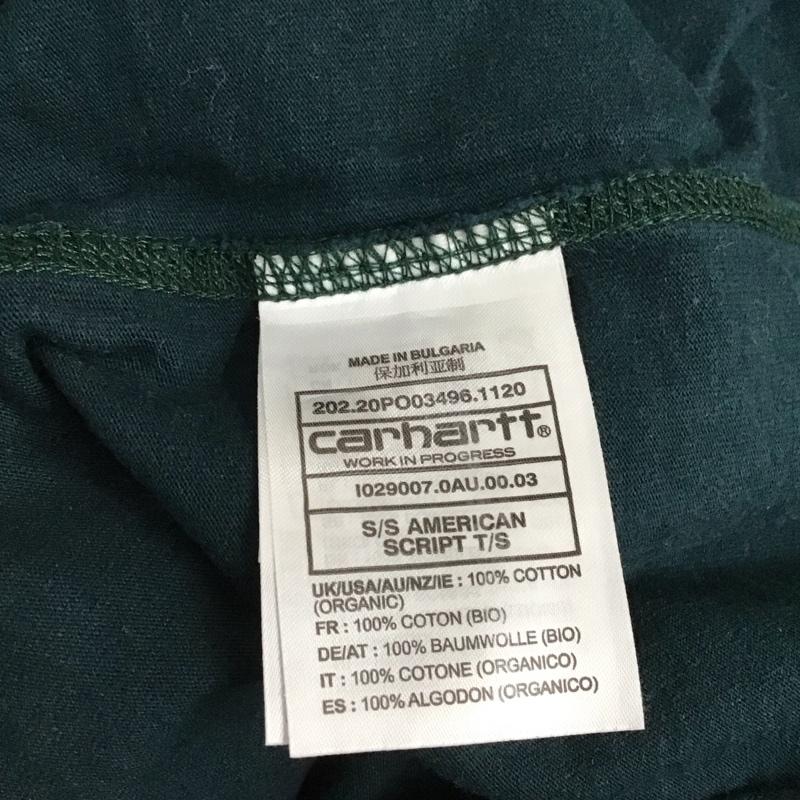 MADE IN BULGARIA
保加利亚制
202.20PO03496.1120
carhartt®
WORK IN PROGRESS
I029007.0AU.00.03
S/S AMERICAN
SCRIPT T/S
UK/USA/AU/NZ/IE : 100% COTTON
(ORGANIC)
FR : 100% COTON (BIO)
DE/AT : 100% BAUMWOLLE (BIO)
IT : 100% COTONE (ORGANICO)
ES : 100% ALGODON (ORGANICO)